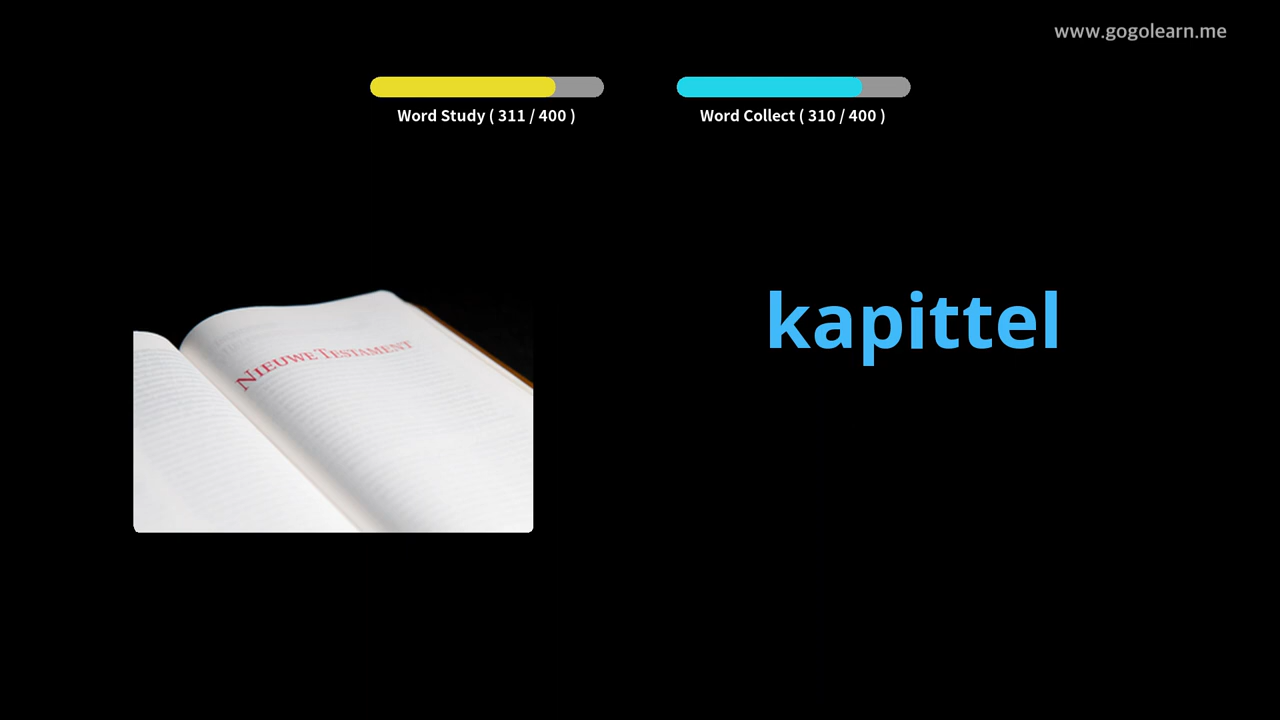 www.gogolearn.me
Word Study ( 311 / 400 )
Word Collect ( 310 / 400 )
NIEUWE TESTAMENT
kapittel